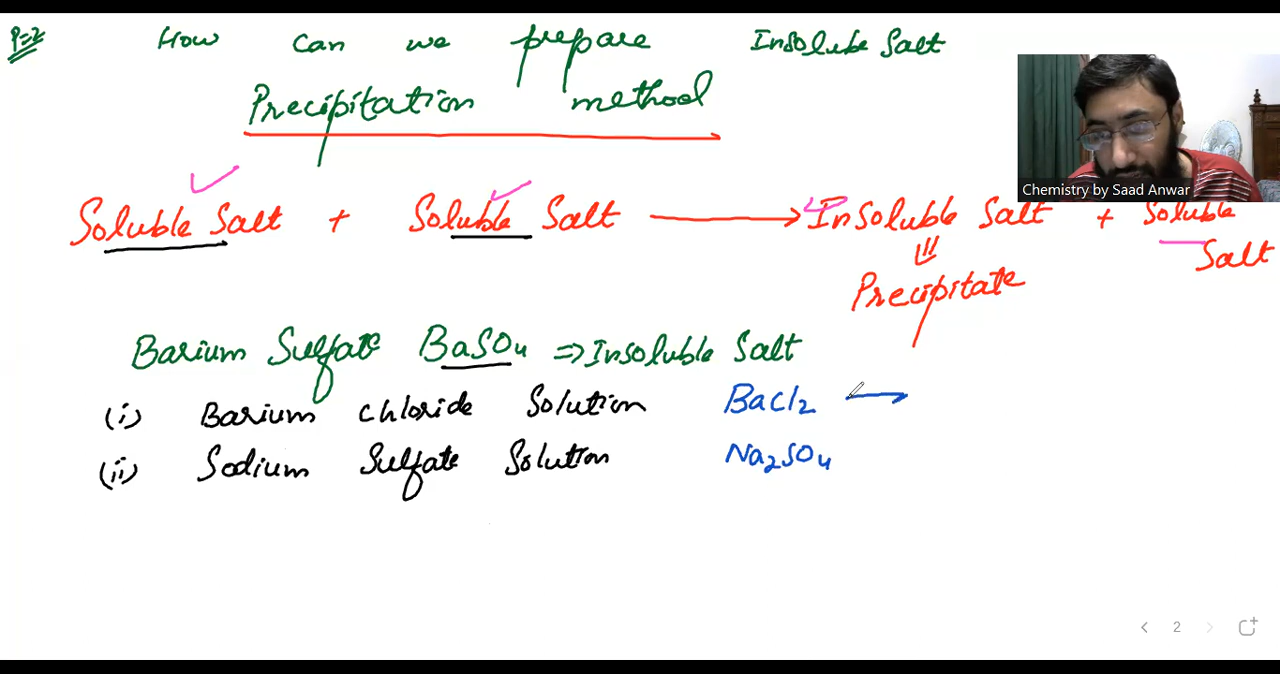 P=2
How can we prepare Insoluble Salt
Precipitation method
Soluble Salt + Soluble Salt → Insoluble Salt + Soluble Salt
Precipitate
Barium Sulfate BaSO4 ⇒ Insoluble Salt
(i) Barium Chloride Solution BaCl2 →
(ii) Sodium Sulfate Solution Na2SO4
Chemistry by Saad Anwar
2